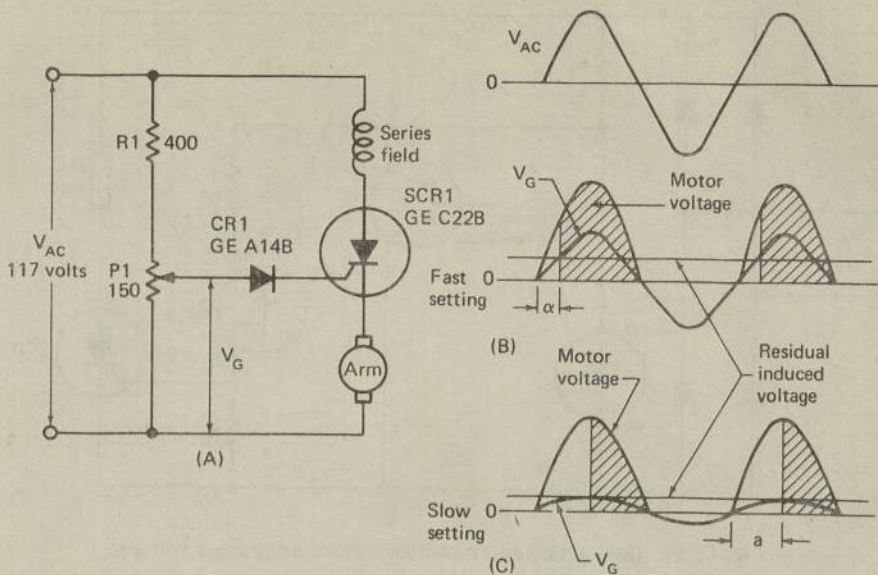 V_AC
117 volts
R1
400
P1
150
CR1
GE A14B
V_G
Series
field
SCR1
GE C22B
Arm
(A)
V_AC
0
V_G
Motor
voltage
Fast
setting
0
α
(B)
Motor
voltage
Residual
induced
voltage
Slow
setting
0
V_G
a
(C)